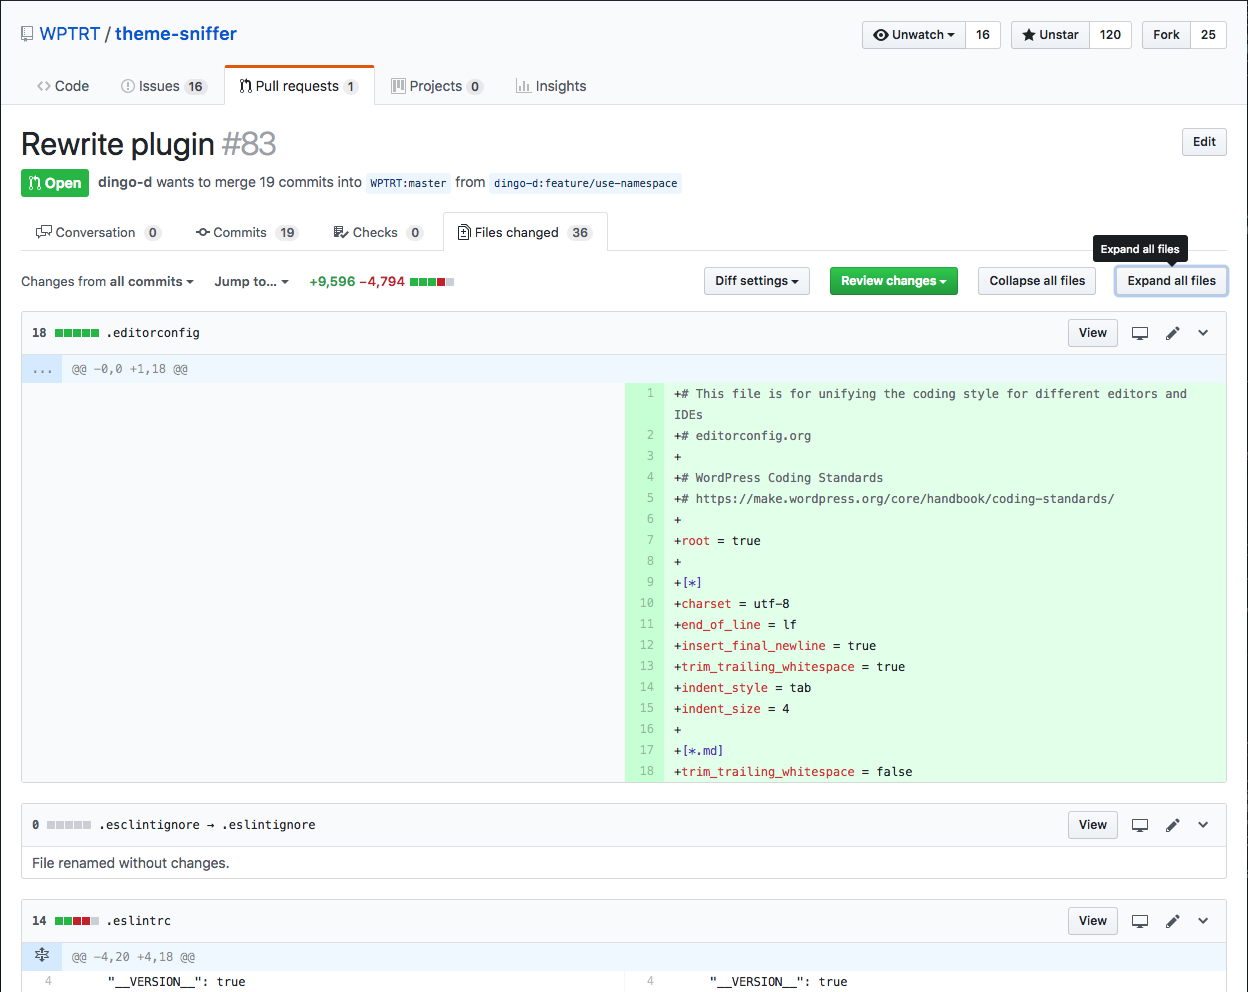 WPTRT / theme-sniffer
Unwatch 16 Unstar 120 Fork 25
Code Issues 16 Pull requests 1 Projects 0 Insights
Rewrite plugin #83
Edit
Open dingo-d wants to merge 19 commits into WPTRT:master from dingo-d:feature/use-namespace
Conversation 0 Commits 19 Checks 0 Files changed 36
Expand all files
Changes from all commits Jump to... +9,596 −4,794 Diff settings Review changes Collapse all files Expand all files
18 .editorconfig View
... @@ -0,0 +1,18 @@
1 +# This file is for unifying the coding style for different editors and
IDEs
2 +# editorconfig.org
3 +
4 +# WordPress Coding Standards
5 +# https://make.wordpress.org/core/handbook/coding-standards/
6 +
7 +root = true
8 +
9 +[*]
10 +charset = utf-8
11 +end_of_line = lf
12 +insert_final_newline = true
13 +trim_trailing_whitespace = true
14 +indent_style = tab
15 +indent_size = 4
16 +
17 +[*.md]
18 +trim_trailing_whitespace = false
0 .esclintignore → .eslintignore View
File renamed without changes.
14 .eslintrc View
@@ -4,20 +4,18 @@
4 "__VERSION__": true 4 "__VERSION__": true